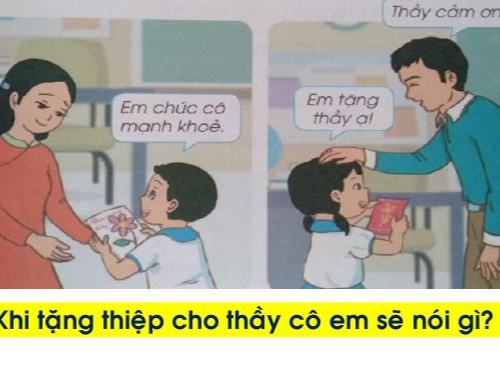 Thầy cảm ơn
Em chúc cô
mạnh khoẻ.
Em tặng
thầy ạ!
Khi tặng thiệp cho thầy cô em sẽ nói gì?